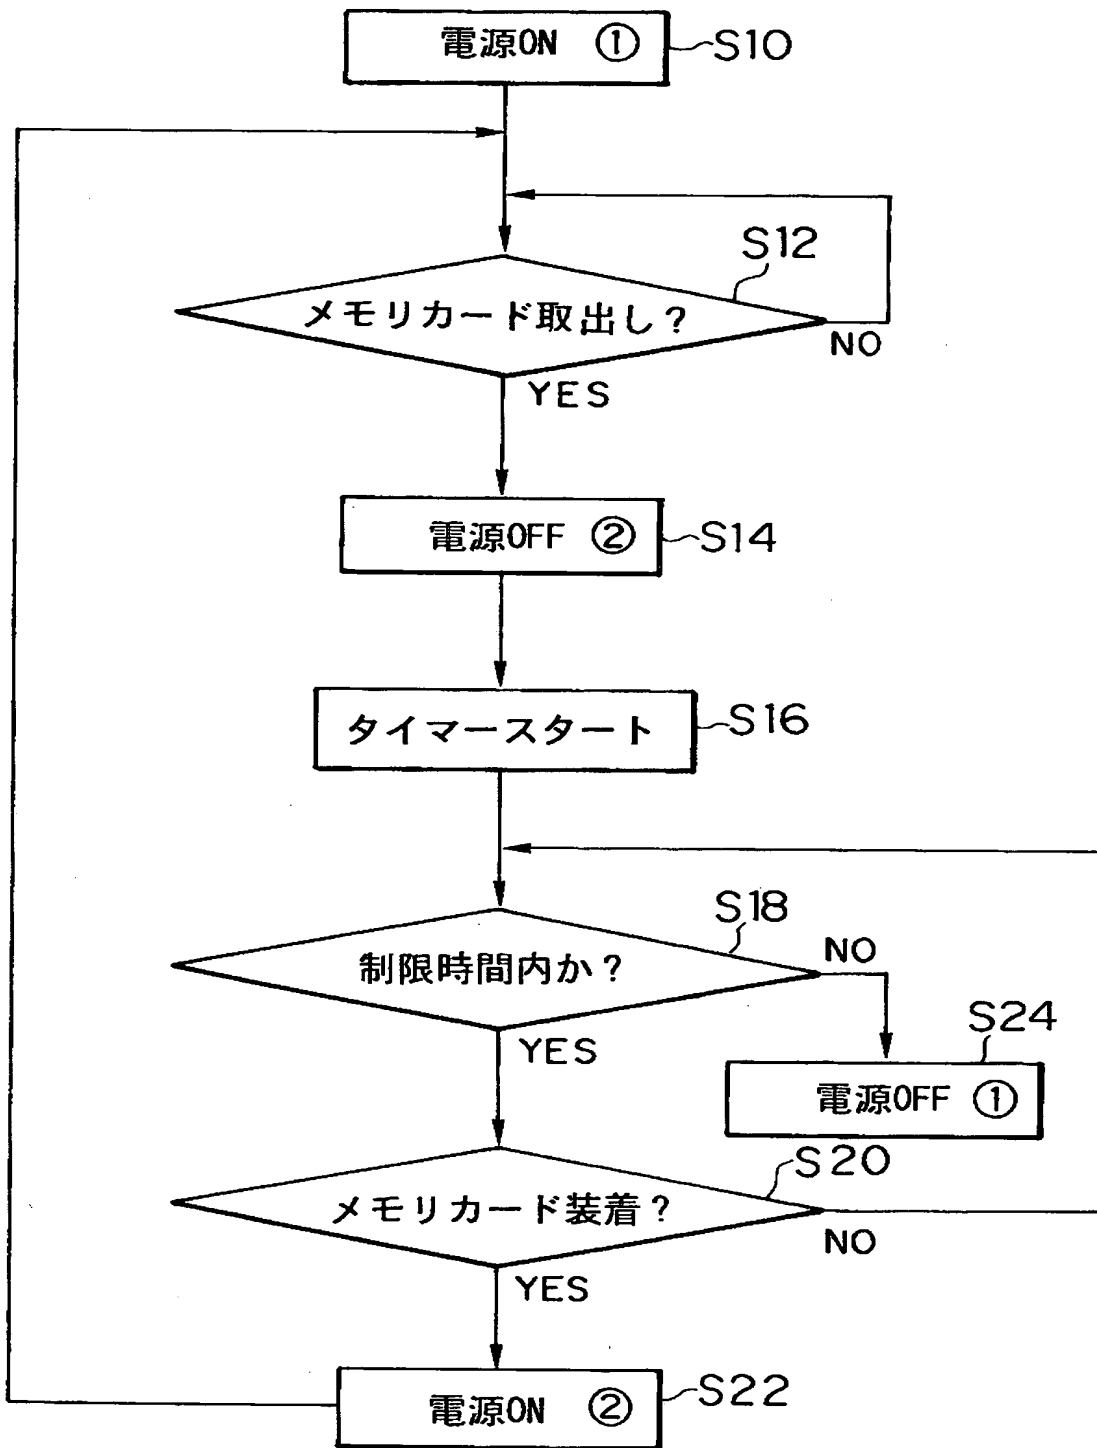 電源ON ① S10
S12
メモリカード取出し?
NO
YES
電源OFF ② S14
タイマースタート S16
S18
制限時間内か?
NO
YES
S24
電源OFF ①
S20
メモリカード装着?
NO
YES
電源ON ② S22